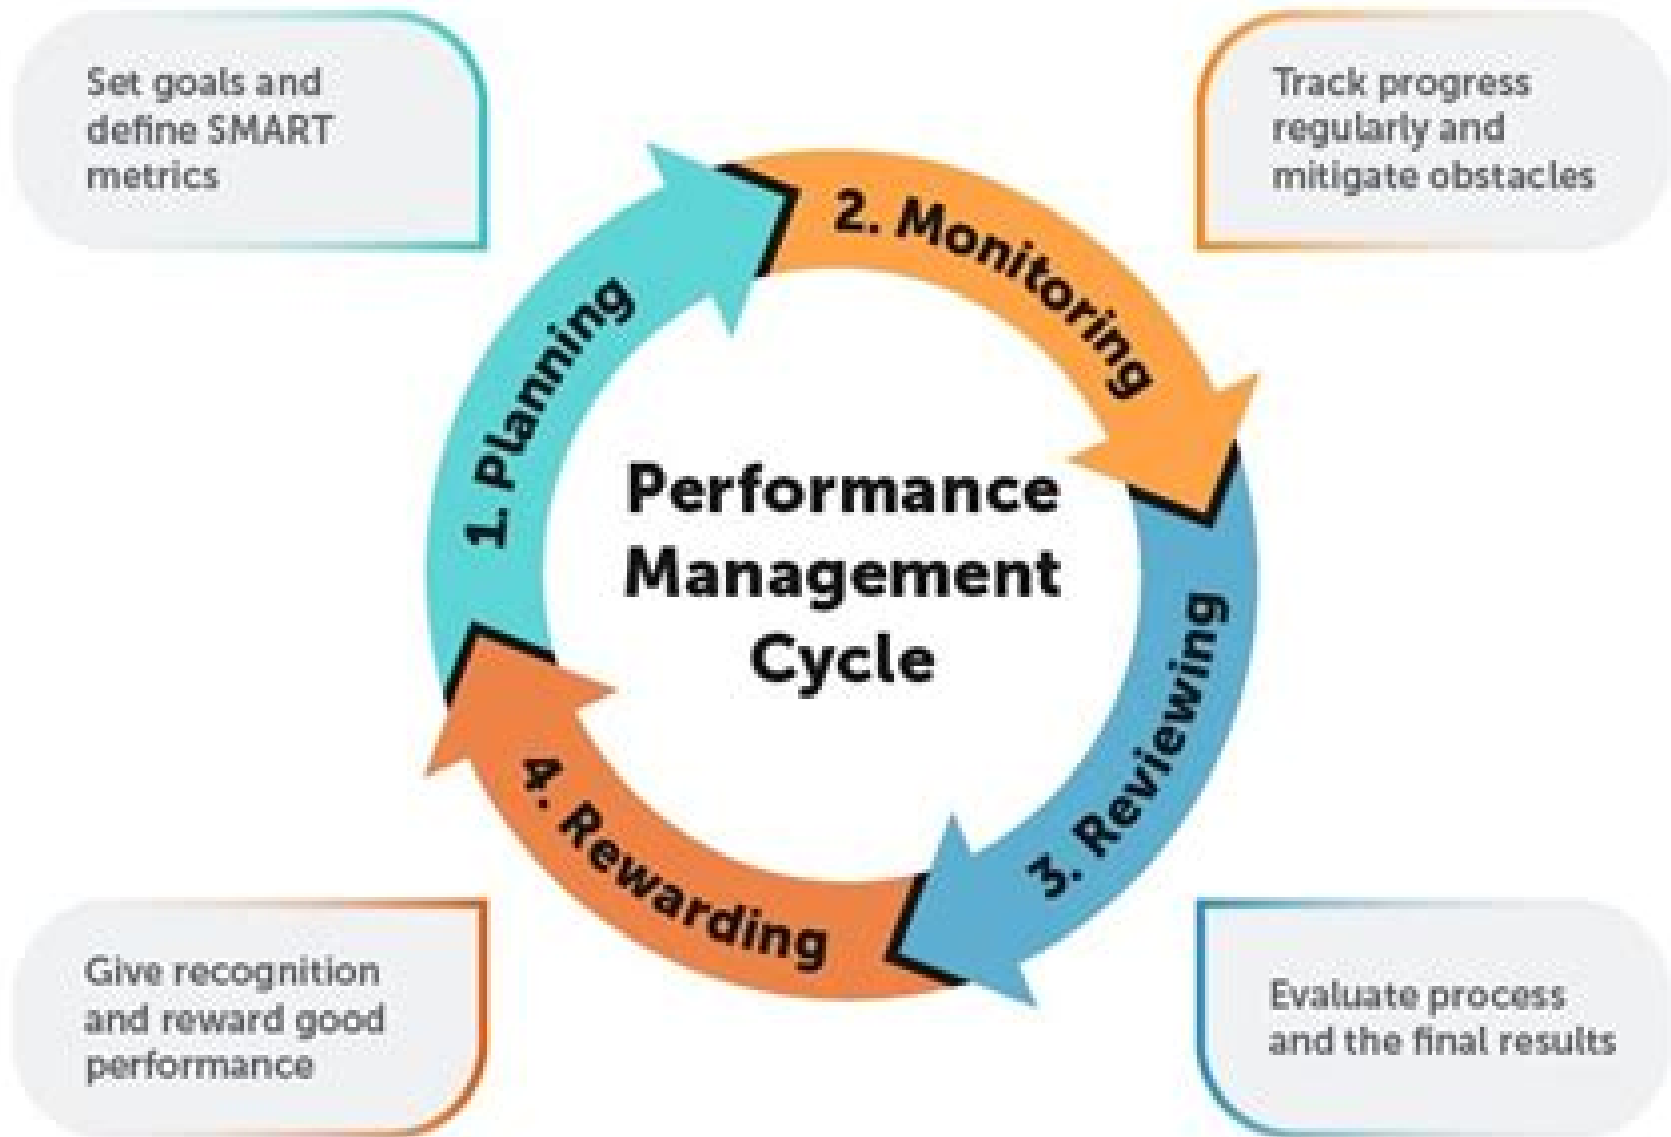 Set goals and
define SMART
metrics
Track progress
regularly and
mitigate obstacles
1. Planning
2. Monitoring
Performance
Management
Cycle
3. Reviewing
4. Rewarding
Give recognition
and reward good
performance
Evaluate process
and the final results